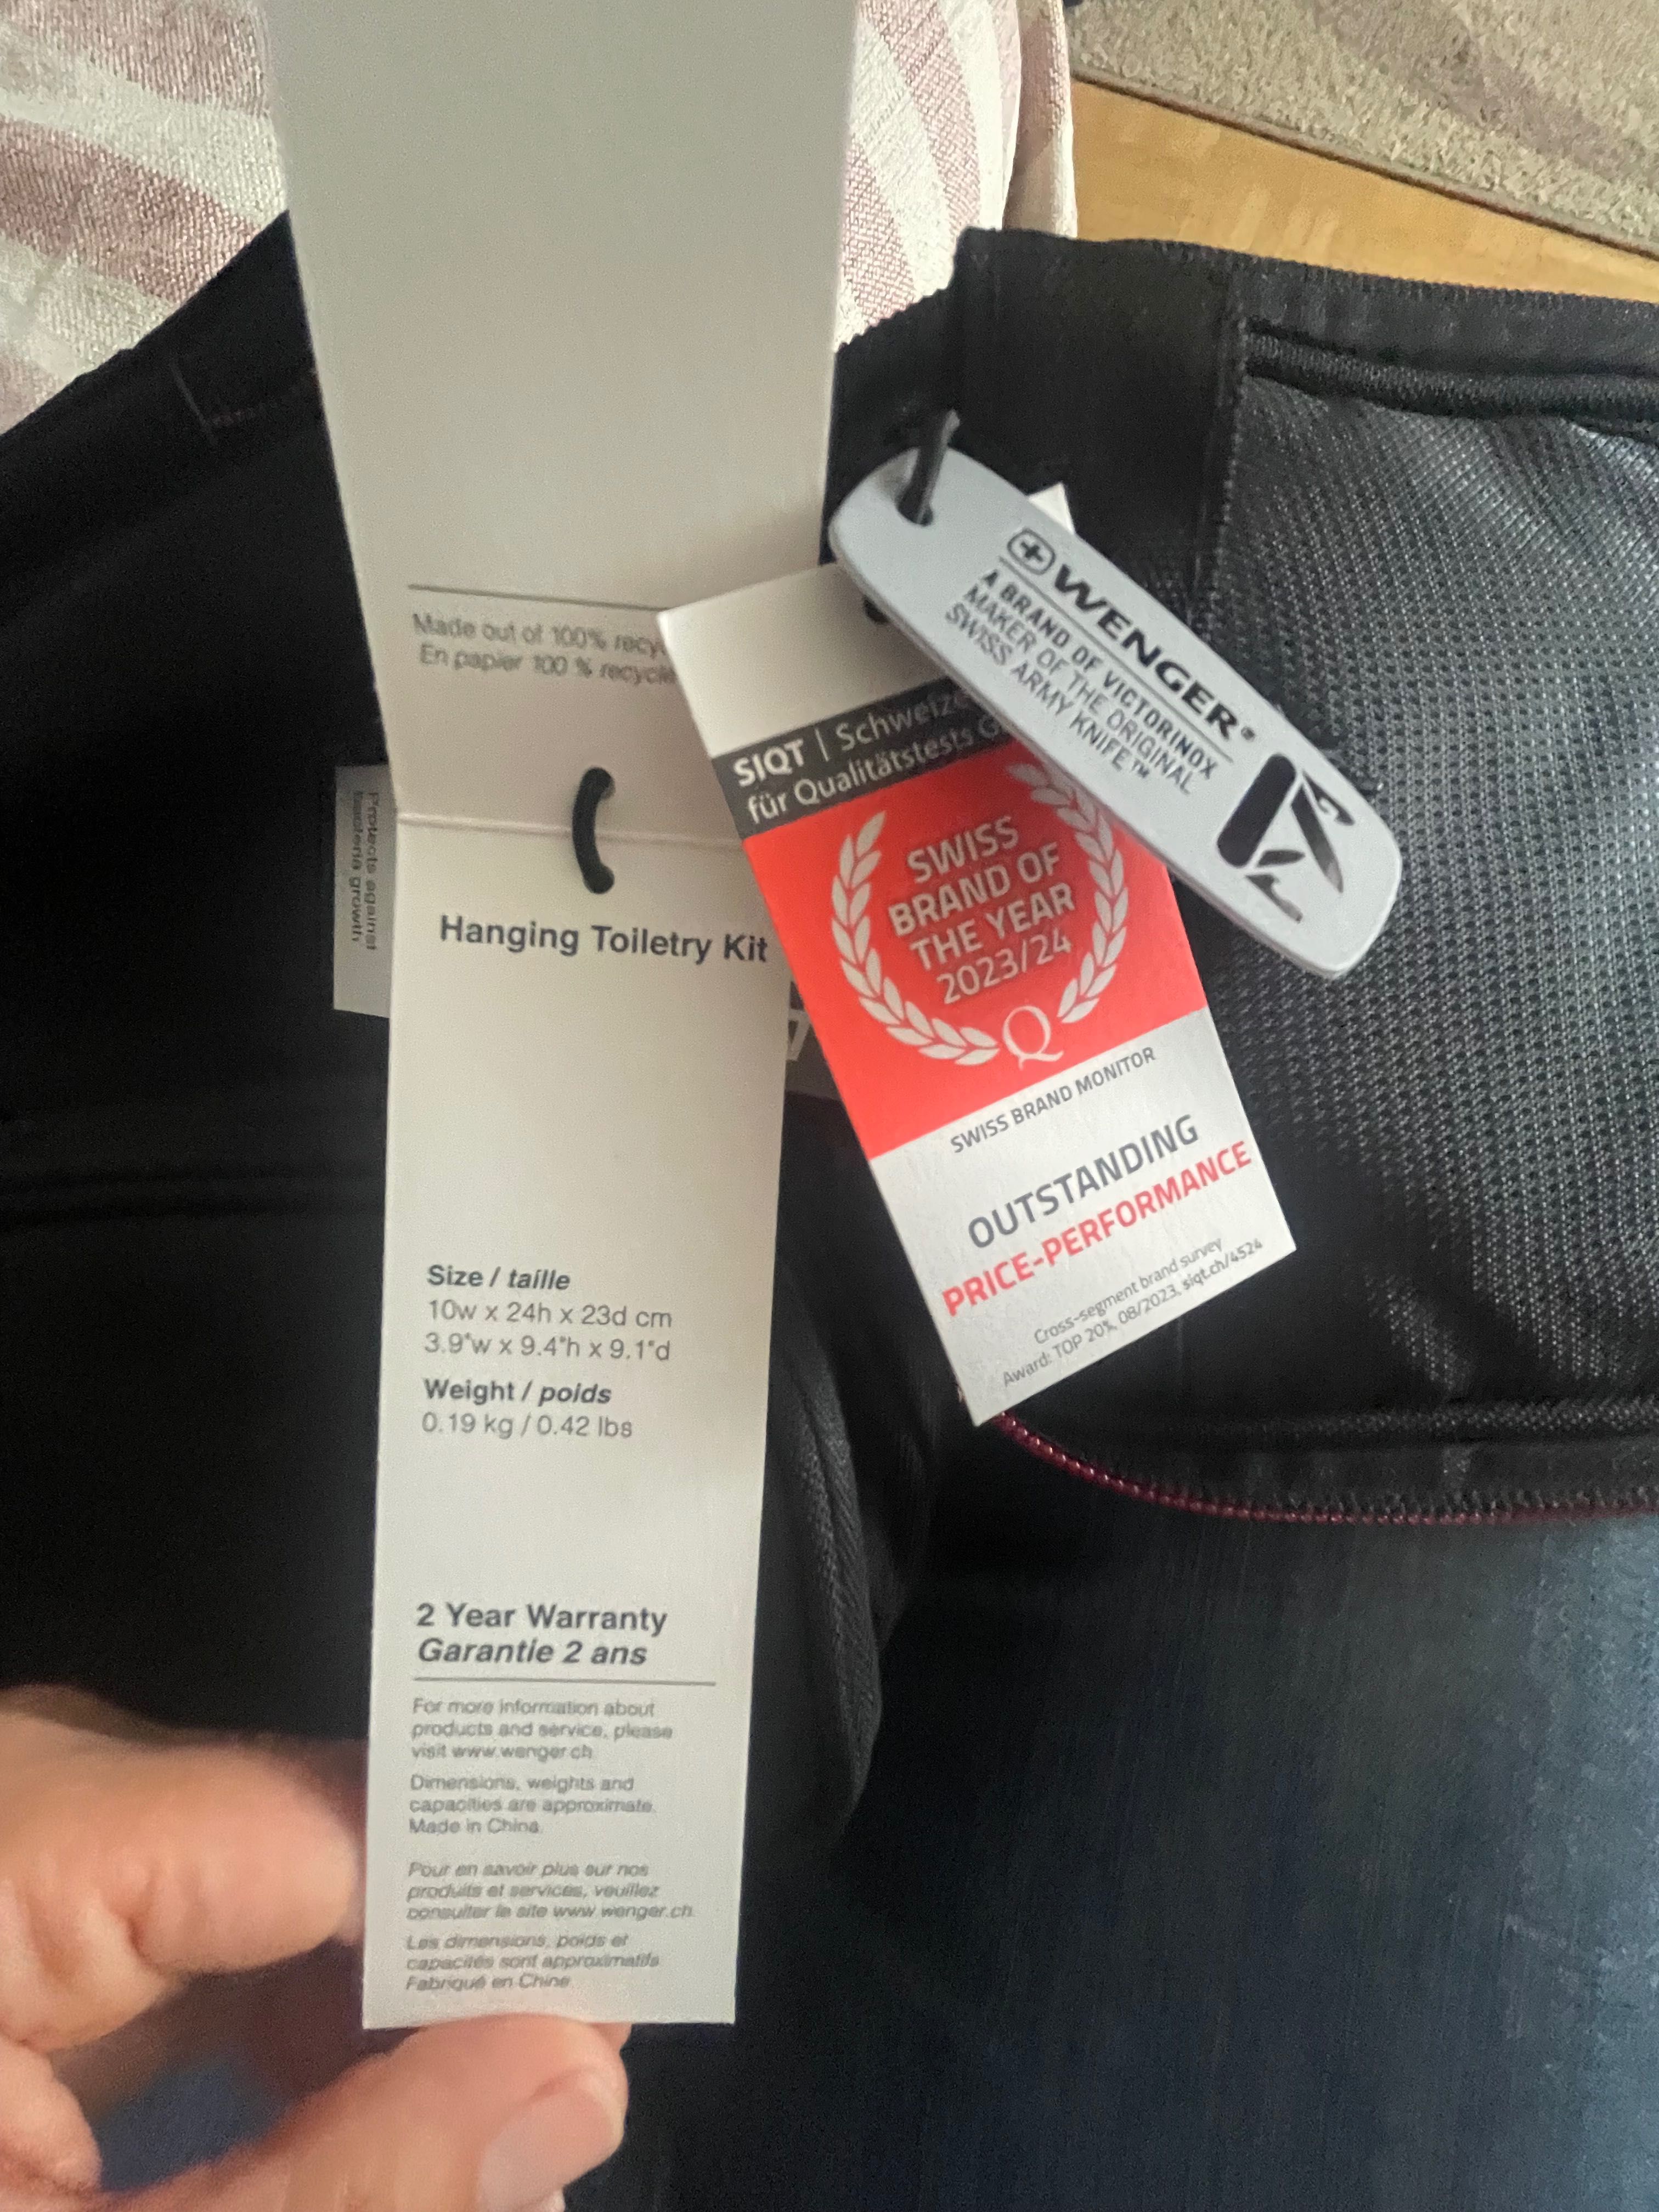 Made out of 100% recy
En papier 100 % recyclé
Protects against
bacteria growth
Hanging Toiletry Kit
Size / taille
10w x 24h x 23d cm
3.9"w x 9.4"h x 9.1"d
Weight / poids
0.19 kg / 0.42 lbs
2 Year Warranty
Garantie 2 ans
For more information about
products and service, please
visit www.wenger.ch
Dimensions, weights and
capacities are approximate.
Made in China.
Pour en savoir plus sur nos
produits et services, veuillez
consulter le site www.wenger.ch.
Les dimensions, poids et
capacités sont approximatifs
Fabriqué en Chine
SIQT | Schweize
für Qualitätstests G
SWISS
BRAND OF
THE YEAR
2023/24
Q
SWISS BRAND MONITOR
OUTSTANDING
PRICE-PERFORMANCE
Cross-segment brand survey
Award: TOP 20%, 08/2023, siqt.ch/4524
WENGER®
A BRAND OF VICTORINOX
MAKER OF THE ORIGINAL
SWISS ARMY KNIFE™